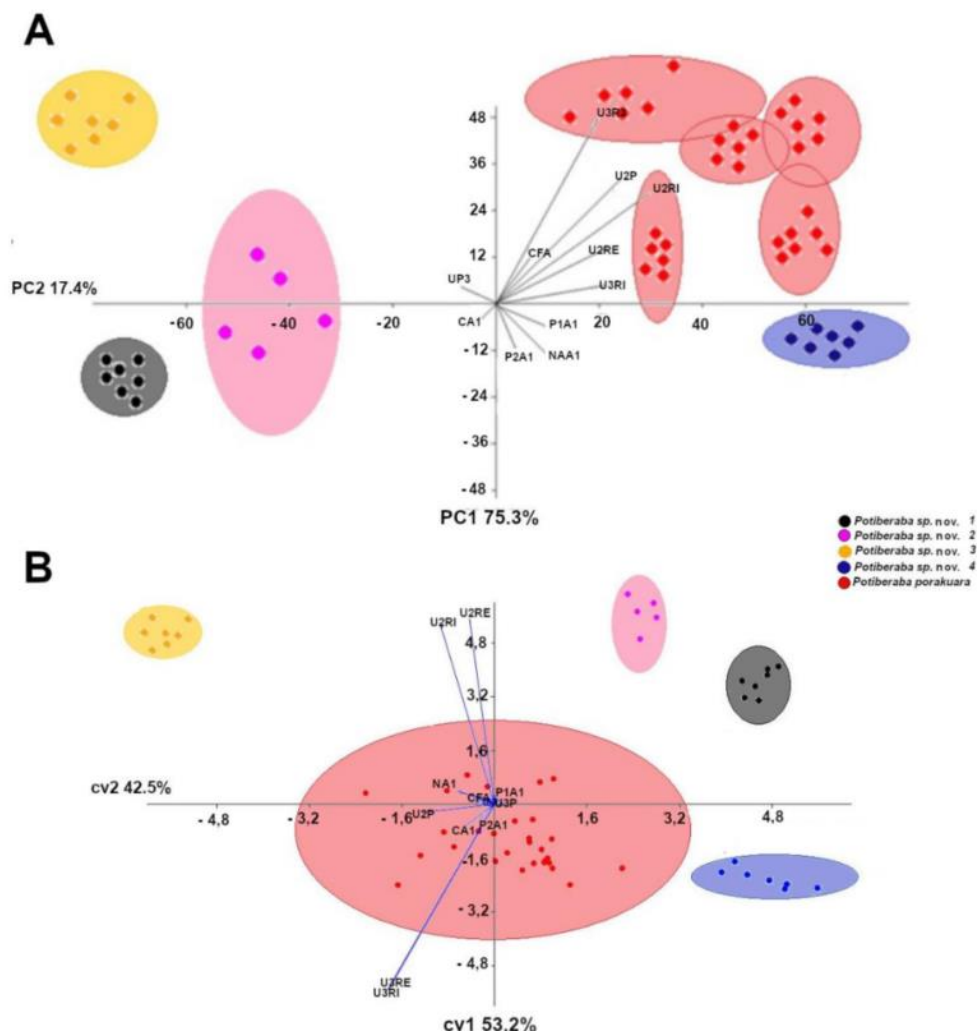 A
48
U3RI
36
U2P
U2RI
24
CFA
U2RE
12
UP3
U3RI
PC2 17.4%
-60
-40
-20
20
40
60
CA1
P1A1
-12
P2A1
NAA1
-24
-36
-48
PC1 75.3%
Potiberaba sp. nov. 1
Potiberaba sp. nov. 2
Potiberaba sp. nov. 3
Potiberaba sp. nov. 4
Potiberaba porakuara
B
U2RE
U2RI
4,8
3,2
1,6
NA1
P1A1
cv2 42.5%
CFA
U3P
- 4,8
- 3,2
- 1,6
1,6
3,2
4,8
U2P
CA1
P2A1
-1,6
- 3,2
- 4,8
U3RE
U3RI
cv1 53.2%